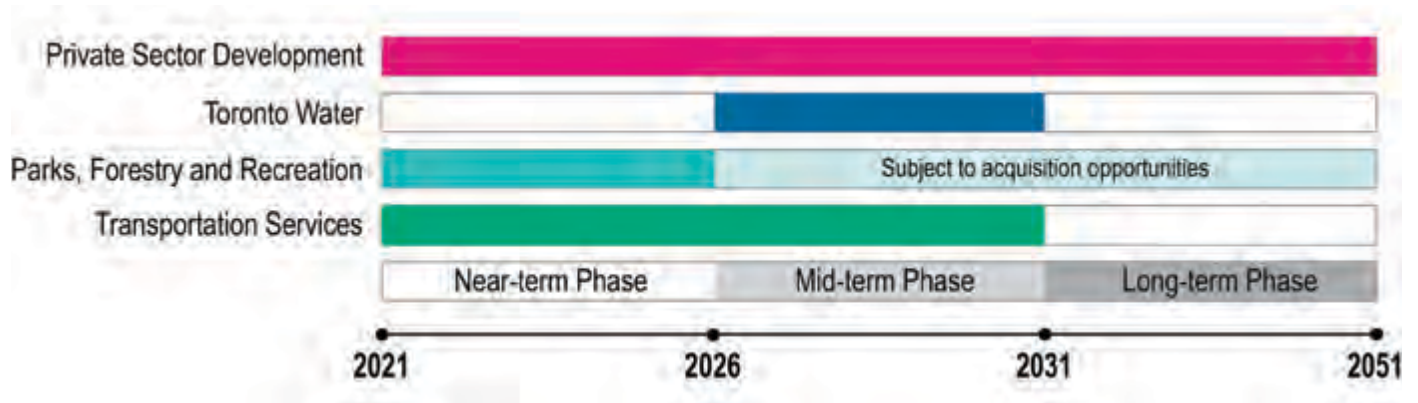 Private Sector Development
Toronto Water
Parks, Forestry and Recreation
Subject to acquisition opportunities
Transportation Services
Near-term Phase Mid-term Phase Long-term Phase
2021 2026 2031 2051